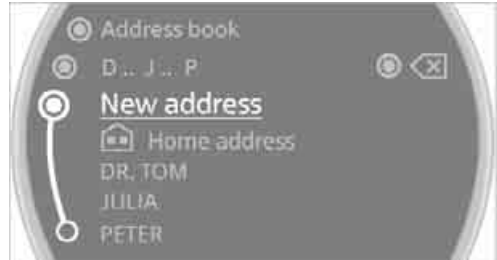 Address book
D .. J .. P
New address
Home address
DR. TOM
JULIA
PETER